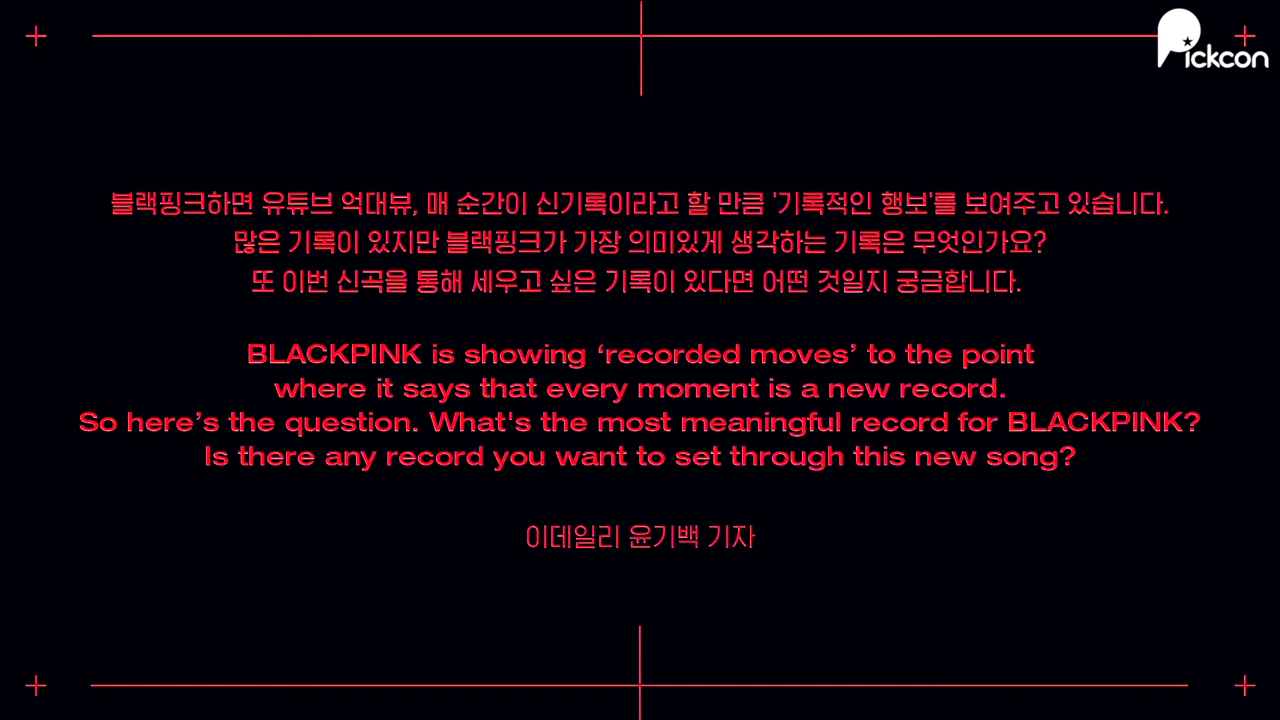 Pickcon
블랙핑크하면 유튜브 억대뷰, 매 순간이 신기록이라고 할 만큼 '기록적인 행보'를 보여주고 있습니다.
많은 기록이 있지만 블랙핑크가 가장 의미있게 생각하는 기록은 무엇인가요?
또 이번 신곡을 통해 세우고 싶은 기록이 있다면 어떤 것일지 궁금합니다.
BLACKPINK is showing ‘recorded moves’ to the point
where it says that every moment is a new record.
So here’s the question. What's the most meaningful record for BLACKPINK?
Is there any record you want to set through this new song?
이데일리 윤기백 기자